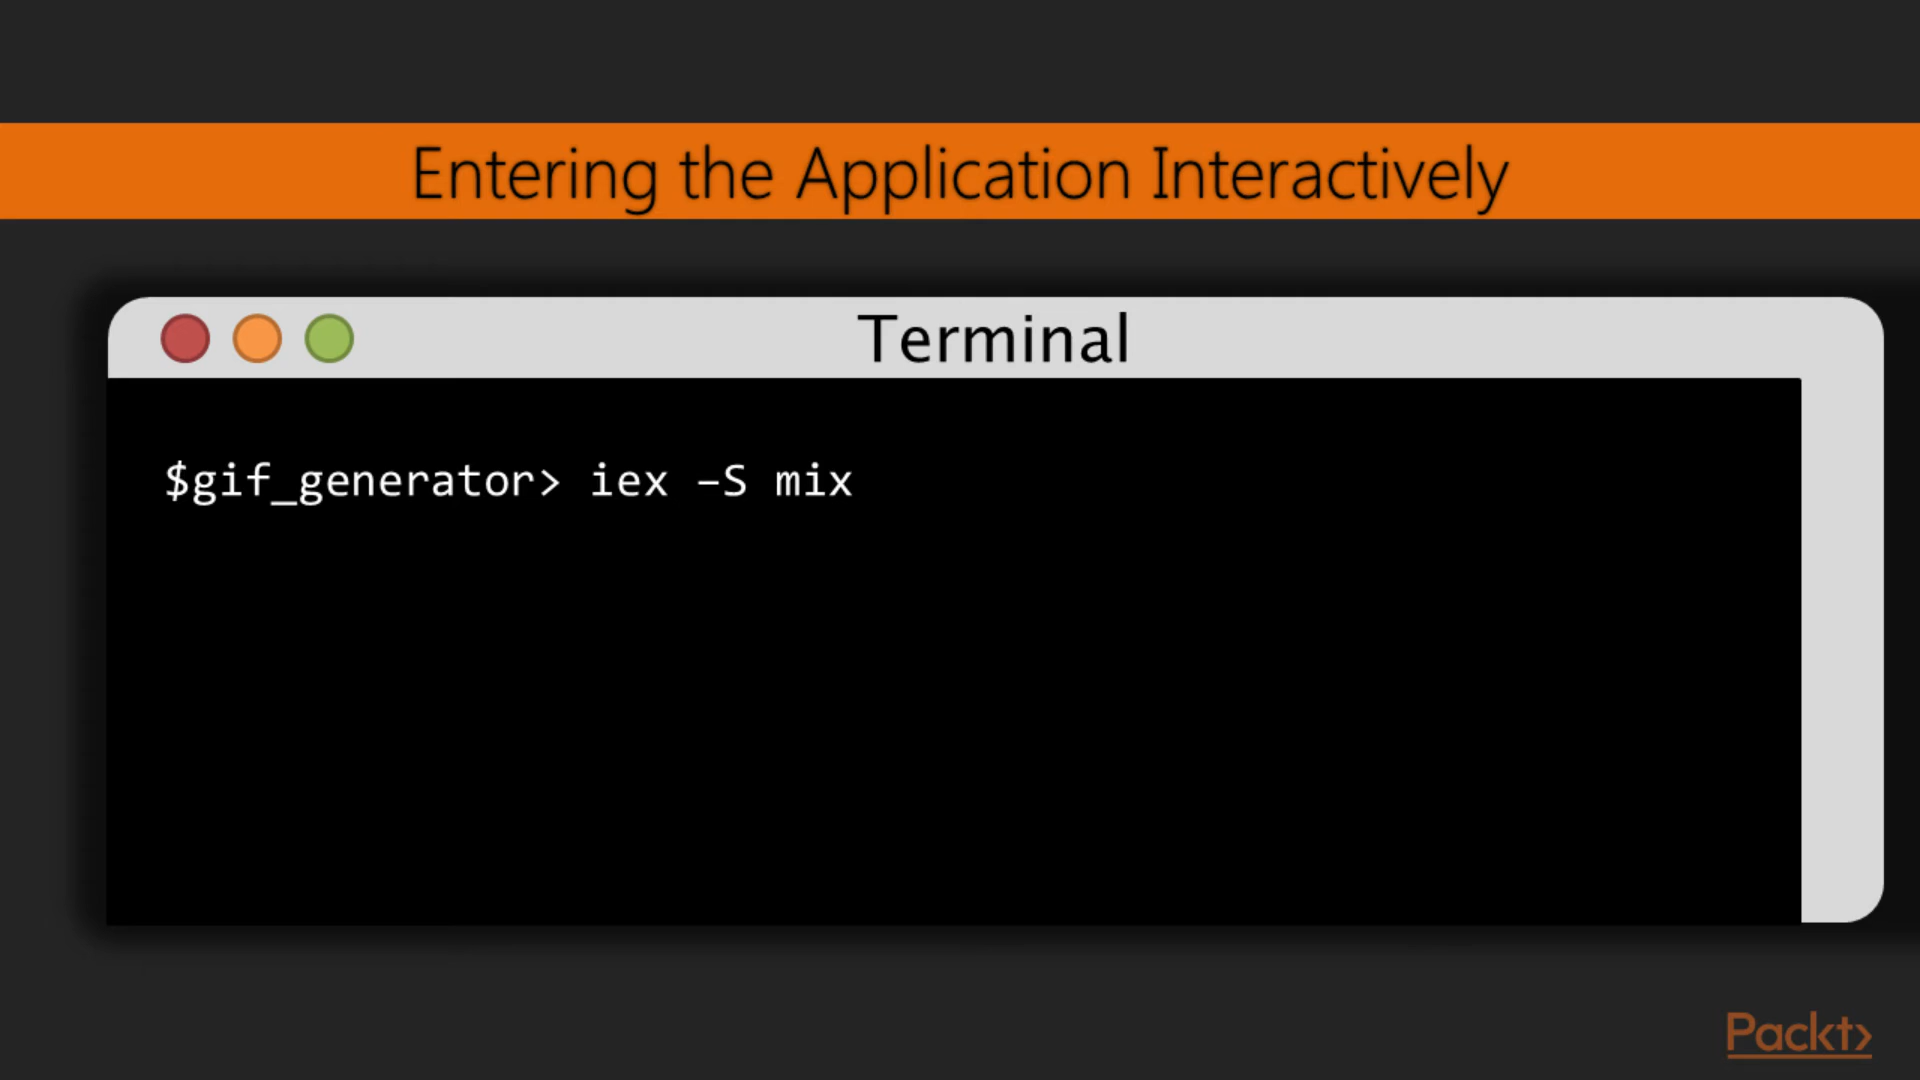 Entering the Application Interactively
Terminal
$gif_generator> iex –S mix
Packt>